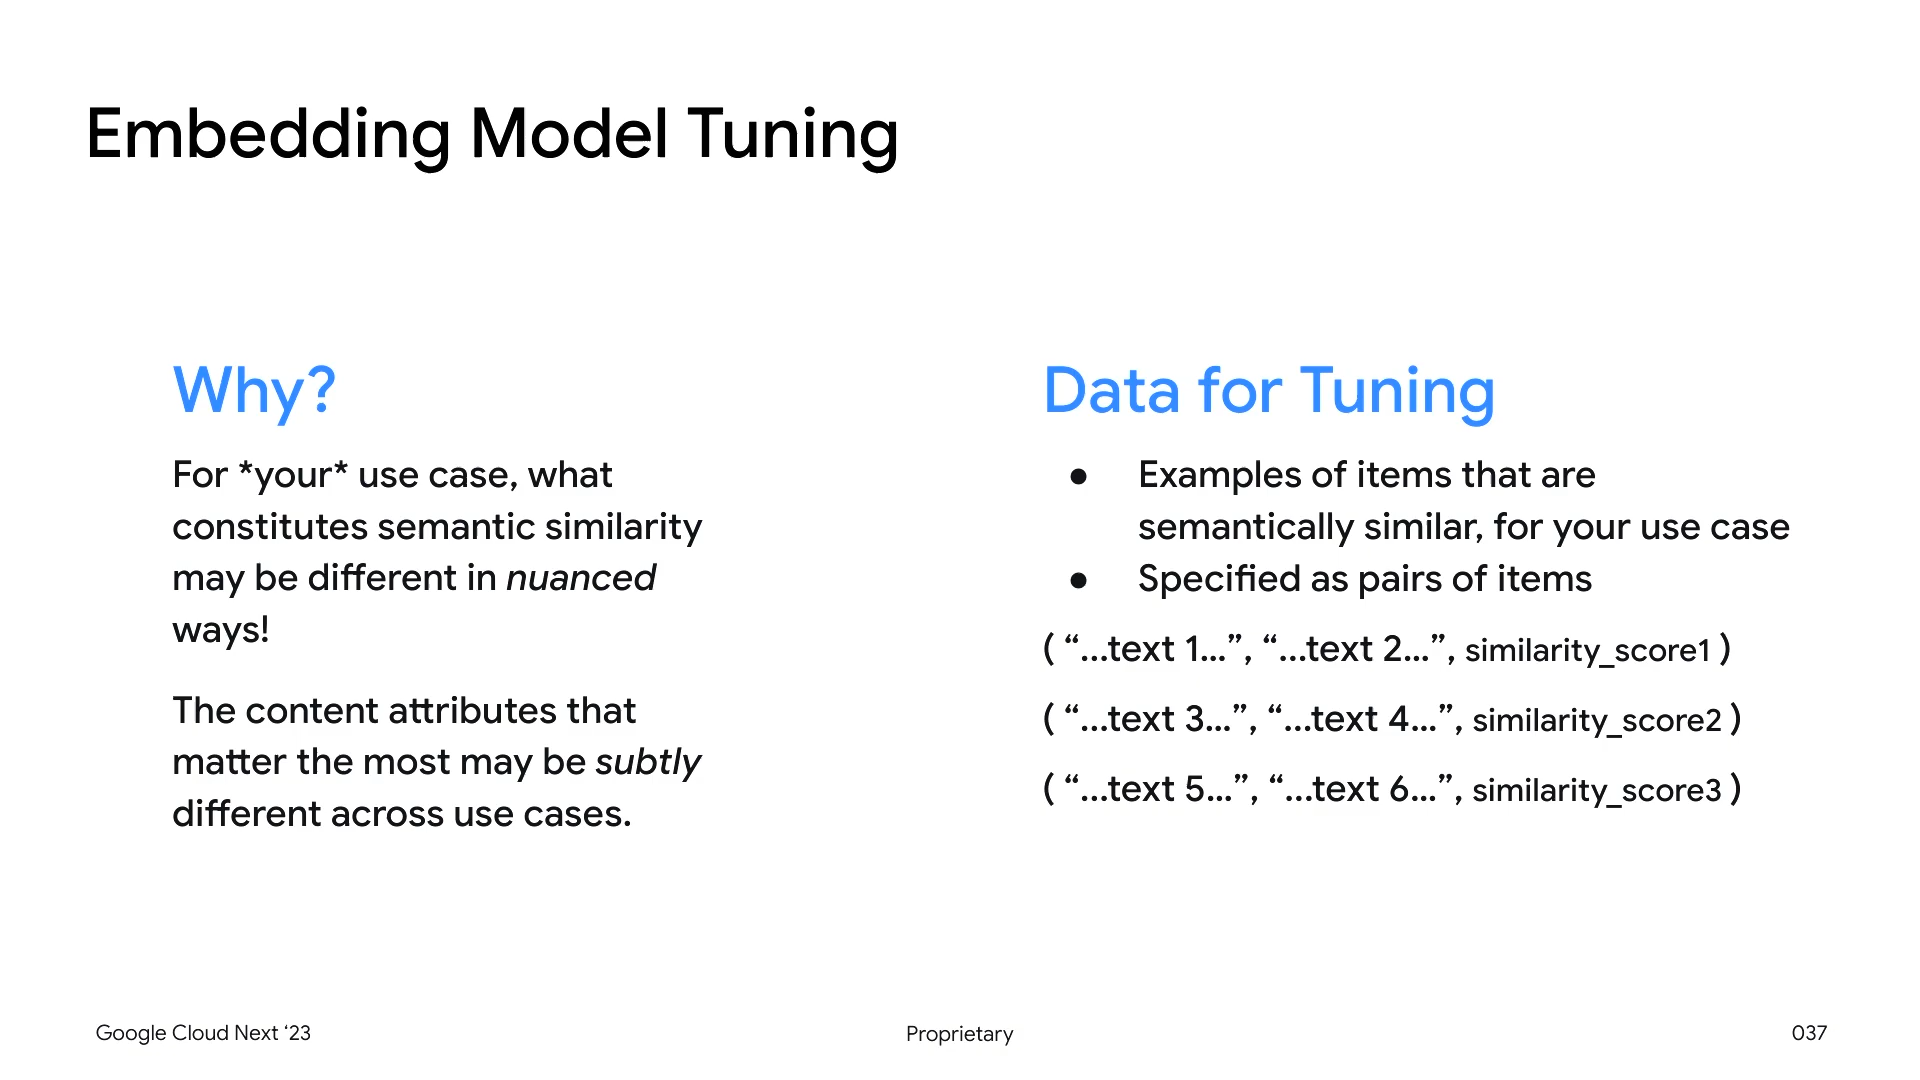 Embedding Model Tuning
Why?
For *your* use case, what
constitutes semantic similarity
may be different in nuanced
ways!
The content attributes that
matter the most may be subtly
different across use cases.
Data for Tuning
● Examples of items that are
semantically similar, for your use case
● Specified as pairs of items
( “...text 1...”, “...text 2...”, similarity_score1 )
( “...text 3...”, “...text 4...”, similarity_score2 )
( “...text 5...”, “...text 6...”, similarity_score3 )
Google Cloud Next ‘23
Proprietary
037